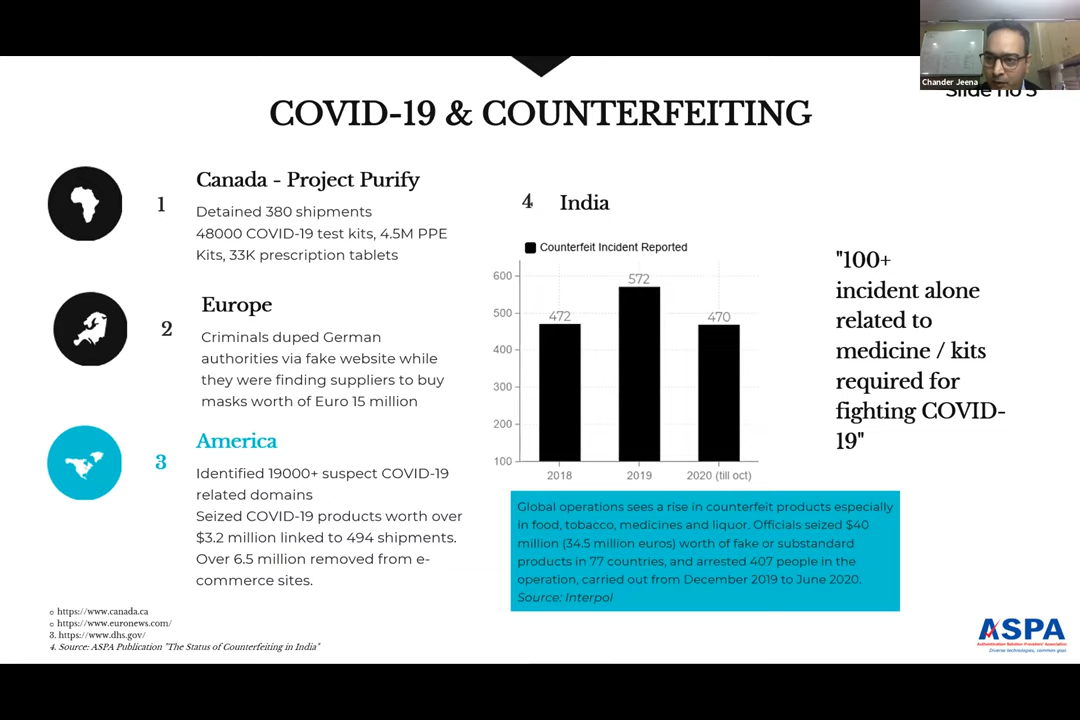 Chander Jeena
Slide no 5
COVID-19 & COUNTERFEITING
1
Canada - Project Purify
Detained 380 shipments
48000 COVID-19 test kits, 4.5M PPE
Kits, 33K prescription tablets
2
Europe
Criminals duped German
authorities via fake website while
they were finding suppliers to buy
masks worth of Euro 15 million
3
America
Identified 19000+ suspect COVID-19
related domains
Seized COVID-19 products worth over
$3.2 million linked to 494 shipments.
Over 6.5 million removed from e-
commerce sites.
4
India
Counterfeit Incident Reported
600
500
400
300
200
100
472
572
470
2018
2019
2020 (till oct)
"100+
incident alone
related to
medicine / kits
required for
fighting COVID-
19"
Global operations sees a rise in counterfeit products especially
in food, tobacco, medicines and liquor. Officials seized $40
million (34.5 million euros) worth of fake or substandard
products in 77 countries, and arrested 407 people in the
operation, carried out from December 2019 to June 2020.
Source: Interpol
https://www.canada.ca
https://www.euronews.com/
3. https://www.dhs.gov/
4. Source: ASPA Publication "The Status of Counterfeiting in India"
ASPA
Authentication Solution Providers' Association
Diverse technologies, common goal.